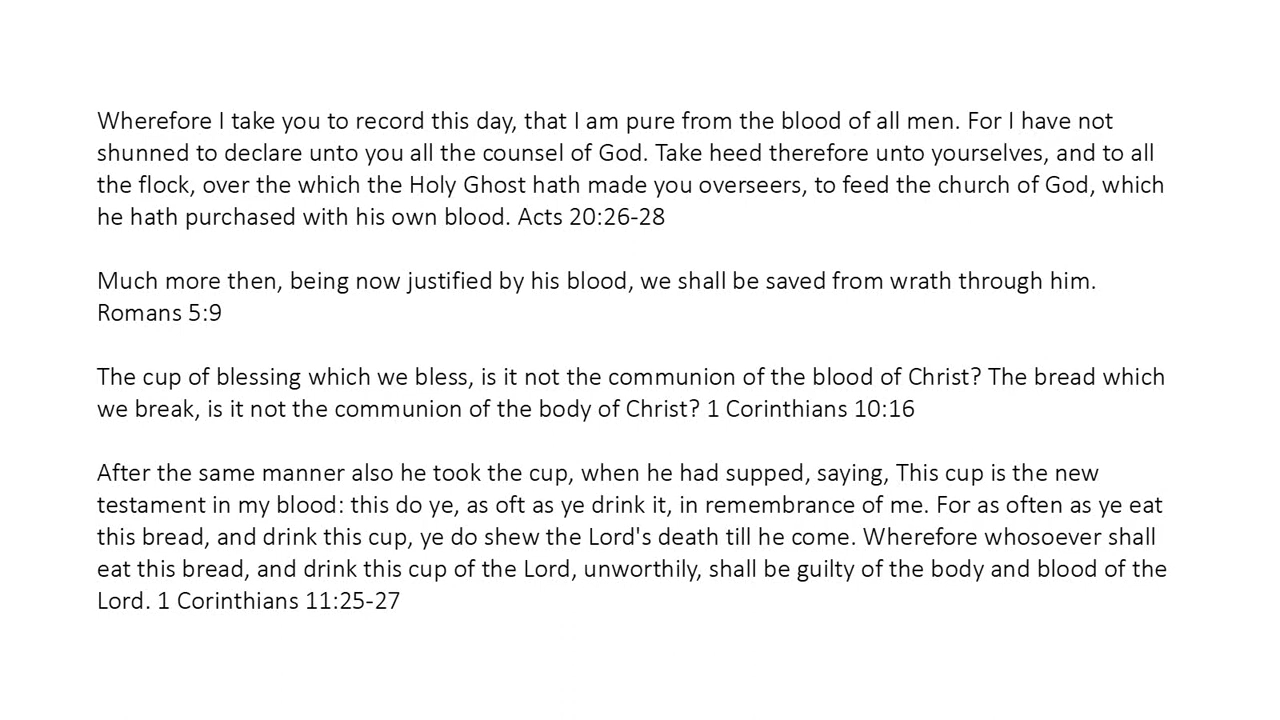 Wherefore I take you to record this day, that I am pure from the blood of all men. For I have not
shunned to declare unto you all the counsel of God. Take heed therefore unto yourselves, and to all
the flock, over the which the Holy Ghost hath made you overseers, to feed the church of God, which
he hath purchased with his own blood. Acts 20:26-28
Much more then, being now justified by his blood, we shall be saved from wrath through him.
Romans 5:9
The cup of blessing which we bless, is it not the communion of the blood of Christ? The bread which
we break, is it not the communion of the body of Christ? 1 Corinthians 10:16
After the same manner also he took the cup, when he had supped, saying, This cup is the new
testament in my blood: this do ye, as oft as ye drink it, in remembrance of me. For as often as ye eat
this bread, and drink this cup, ye do shew the Lord's death till he come. Wherefore whosoever shall
eat this bread, and drink this cup of the Lord, unworthily, shall be guilty of the body and blood of the
Lord. 1 Corinthians 11:25-27